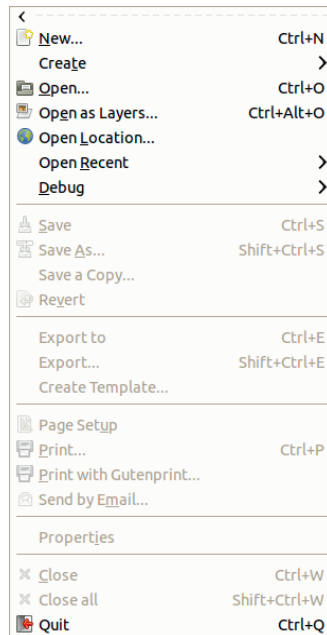 New... Ctrl+N
Create
Open... Ctrl+O
Open as Layers... Ctrl+Alt+O
Open Location...
Open Recent
Debug
Save Ctrl+S
Save As... Shift+Ctrl+S
Save a Copy...
Revert
Export to Ctrl+E
Export... Shift+Ctrl+E
Create Template...
Page Setup
Print... Ctrl+P
Print with Gutenprint...
Send by Email...
Properties
Close Ctrl+W
Close all Shift+Ctrl+W
Quit Ctrl+Q